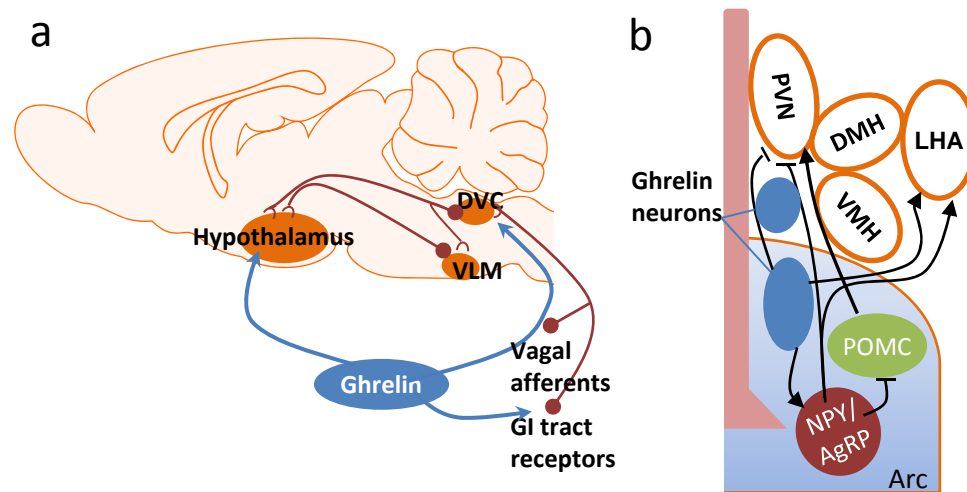 a
DVC
Hypothalamus
VLM
Ghrelin
Vagal
afferents
GI tract
receptors
b
PVN
DMH
LHA
VMH
Ghrelin
neurons
POMC
NPY/
AgRP
Arc